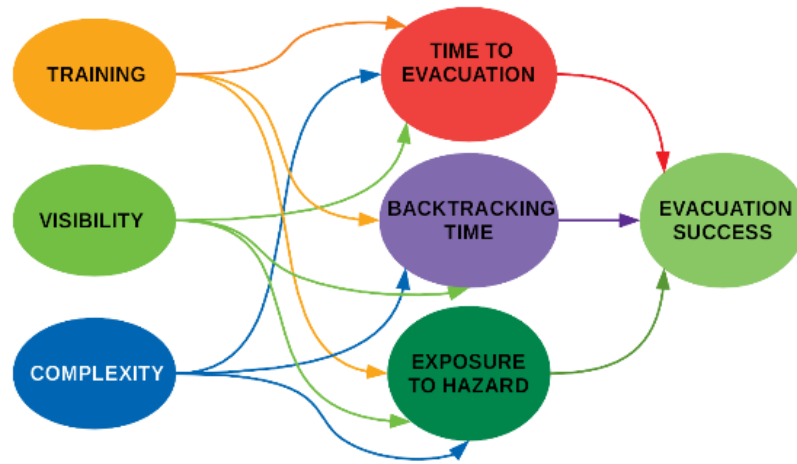 TRAINING
TIME TO
EVACUATION
VISIBILITY
BACKTRACKING
TIME
EVACUATION
SUCCESS
COMPLEXITY
EXPOSURE
TO HAZARD